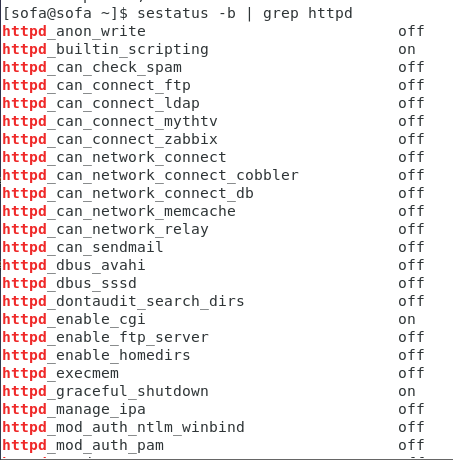 [sofa@sofa ~]$ sestatus -b | grep httpd
httpd_anon_write off
httpd_builtin_scripting on
httpd_can_check_spam off
httpd_can_connect_ftp off
httpd_can_connect_ldap off
httpd_can_connect_mythtv off
httpd_can_connect_zabbix off
httpd_can_network_connect off
httpd_can_network_connect_cobbler off
httpd_can_network_connect_db off
httpd_can_network_memcache off
httpd_can_network_relay off
httpd_can_sendmail off
httpd_dbus_avahi off
httpd_dbus_sssd off
httpd_dontaudit_search_dirs off
httpd_enable_cgi on
httpd_enable_ftp_server off
httpd_enable_homedirs off
httpd_execmem off
httpd_graceful_shutdown on
httpd_manage_ipa off
httpd_mod_auth_ntlm_winbind off
httpd_mod_auth_pam off